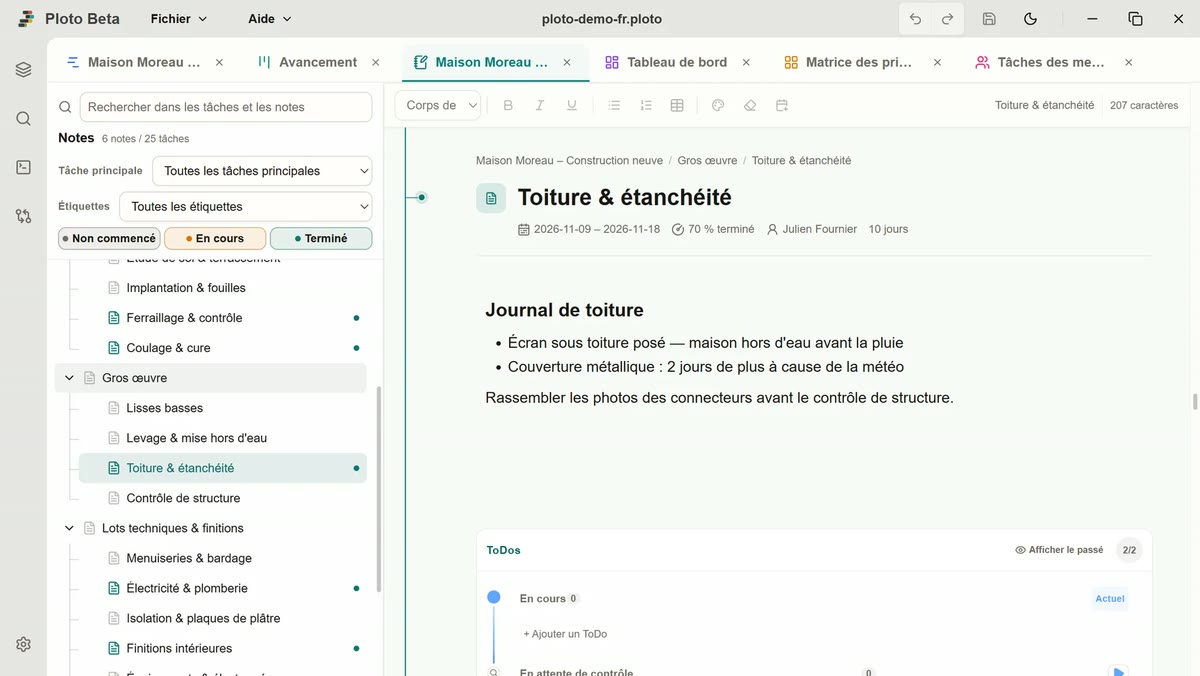 Ploto Beta
Fichier
Aide
ploto-demo-fr.ploto
Maison Moreau ...
Avancement
Maison Moreau ...
Tableau de bord
Matrice des pri...
Tâches des me...
Rechercher dans les tâches et les notes
Notes 6 notes / 25 tâches
Tâche principale Toutes les tâches principales
Étiquettes Toutes les étiquettes
Non commencé En cours Terminé
Étude de sol & terrassement
Implantation & fouilles
Ferraillage & contrôle
Coulage & cure
Gros œuvre
Lisses basses
Levage & mise hors d'eau
Toiture & étanchéité
Contrôle de structure
Lots techniques & finitions
Menuiseries & bardage
Électricité & plomberie
Isolation & plaques de plâtre
Finitions intérieures
Corps de
B I U
Toiture & étanchéité 207 caractères
Maison Moreau – Construction neuve / Gros œuvre / Toiture & étanchéité
Toiture & étanchéité
2026-11-09 – 2026-11-18 70 % terminé Julien Fournier 10 jours
Journal de toiture
• Écran sous toiture posé — maison hors d'eau avant la pluie
• Couverture métallique : 2 jours de plus à cause de la météo
Rassembler les photos des connecteurs avant le contrôle de structure.
ToDos
Afficher le passé 2/2
En cours 0
Actuel
+ Ajouter un ToDo
En attente de contrôle 0